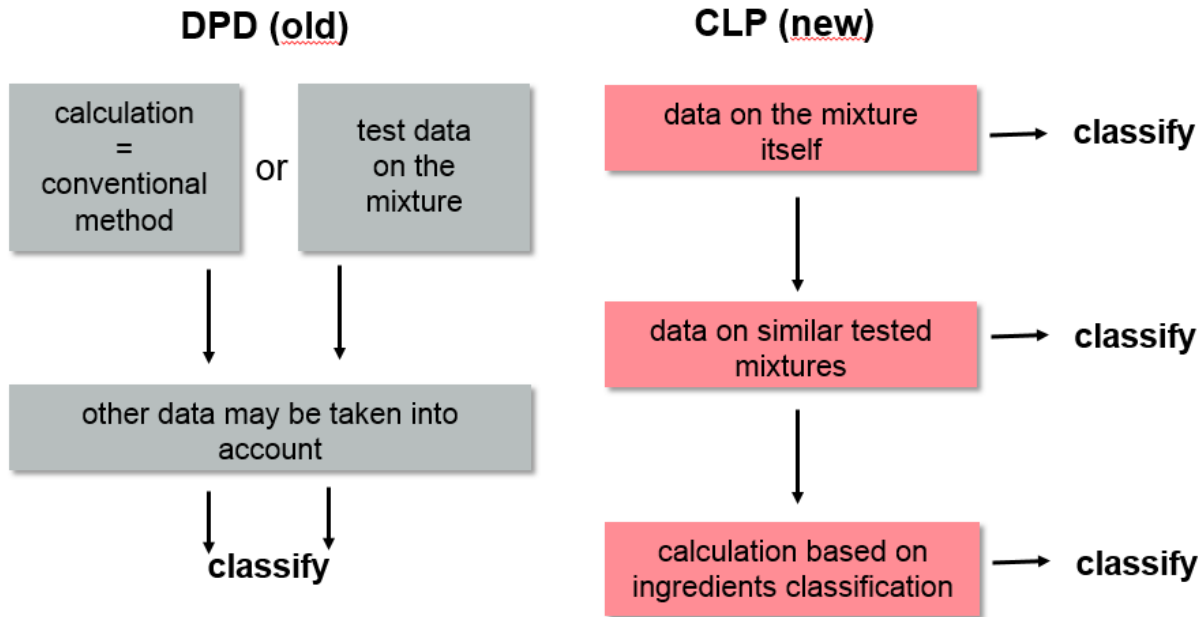 DPD (old)
calculation
=
conventional
method
or
test data
on the
mixture
other data may be taken into
account
classify
CLP (new)
data on the mixture
itself
classify
data on similar tested
mixtures
classify
calculation based on
ingredients classification
classify